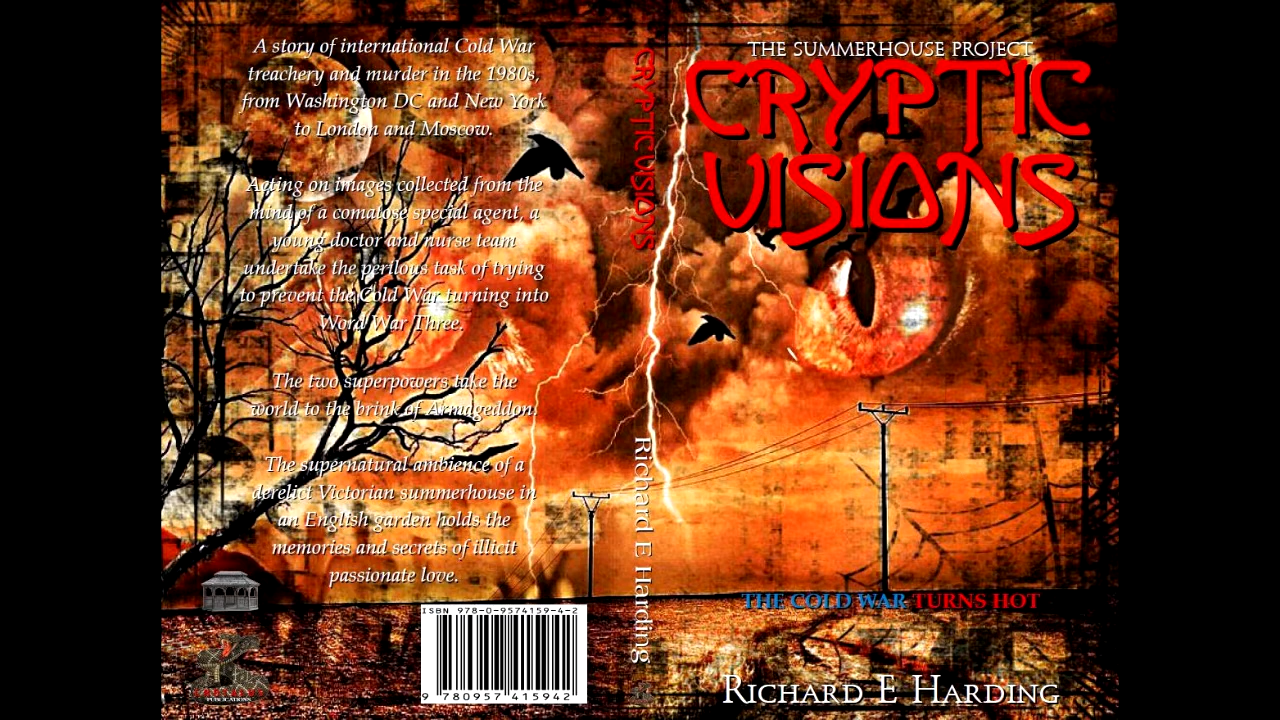 A story of international Cold War
treachery and murder in the 1980s,
from Washington DC and New York
to London and Moscow.
Acting on images collected from the
mind of a comatose special agent, a
young doctor and nurse team
undertake the perilous task of trying
to prevent the Cold War turning into
Word War Three.
The two superpowers take the
world to the brink of Armageddon.
The supernatural ambience of a
derelict Victorian summerhouse in
an English garden holds the
memories and secrets of illicit
passionate love.
PUBLICATIONS
ISBN 978-0-9574159-4-2
9 780957 415942
CRYPTIC VISIONS
Richard E Harding
THE SUMMERHOUSE PROJECT
CRYPTIC
VISIONS
THE COLD WAR TURNS HOT
RICHARD E HARDING